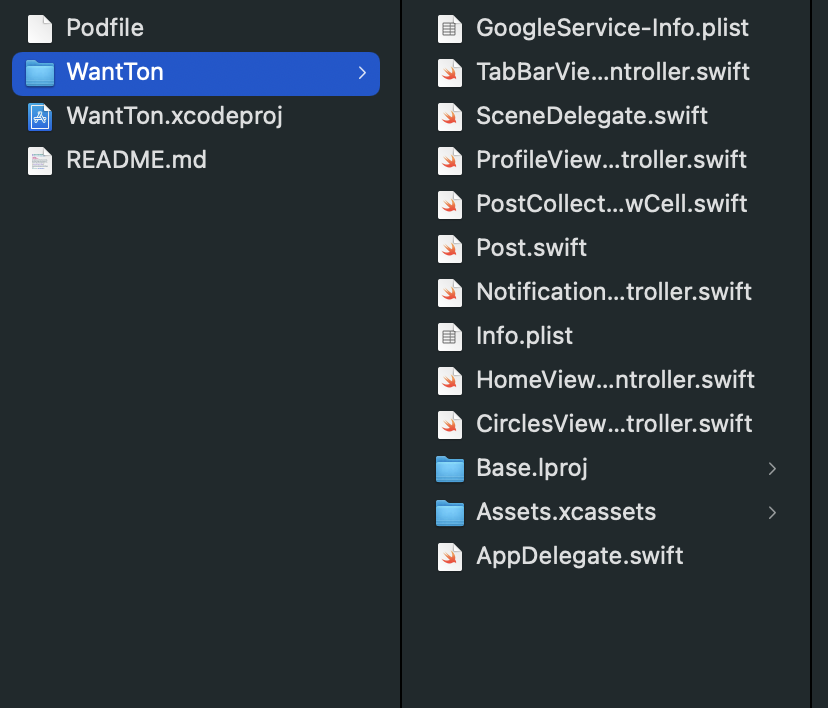 Podfile
WantTon
WantTon.xcodeproj
README.md
GoogleService-Info.plist
TabBarVie...ntroller.swift
SceneDelegate.swift
ProfileView...troller.swift
PostCollect...wCell.swift
Post.swift
Notification...troller.swift
Info.plist
HomeView...ntroller.swift
CirclesView...troller.swift
Base.lproj
Assets.xcassets
AppDelegate.swift